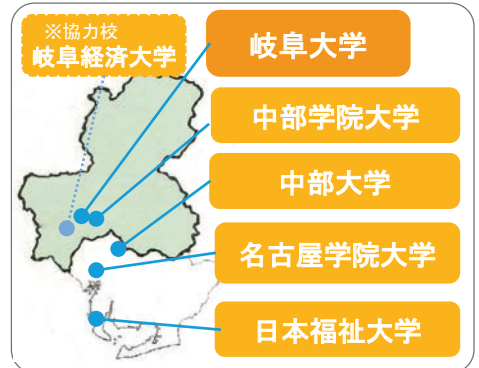 ※協力校
岐阜経済大学
岐阜大学
中部学院大学
中部大学
名古屋学院大学
日本福祉大学